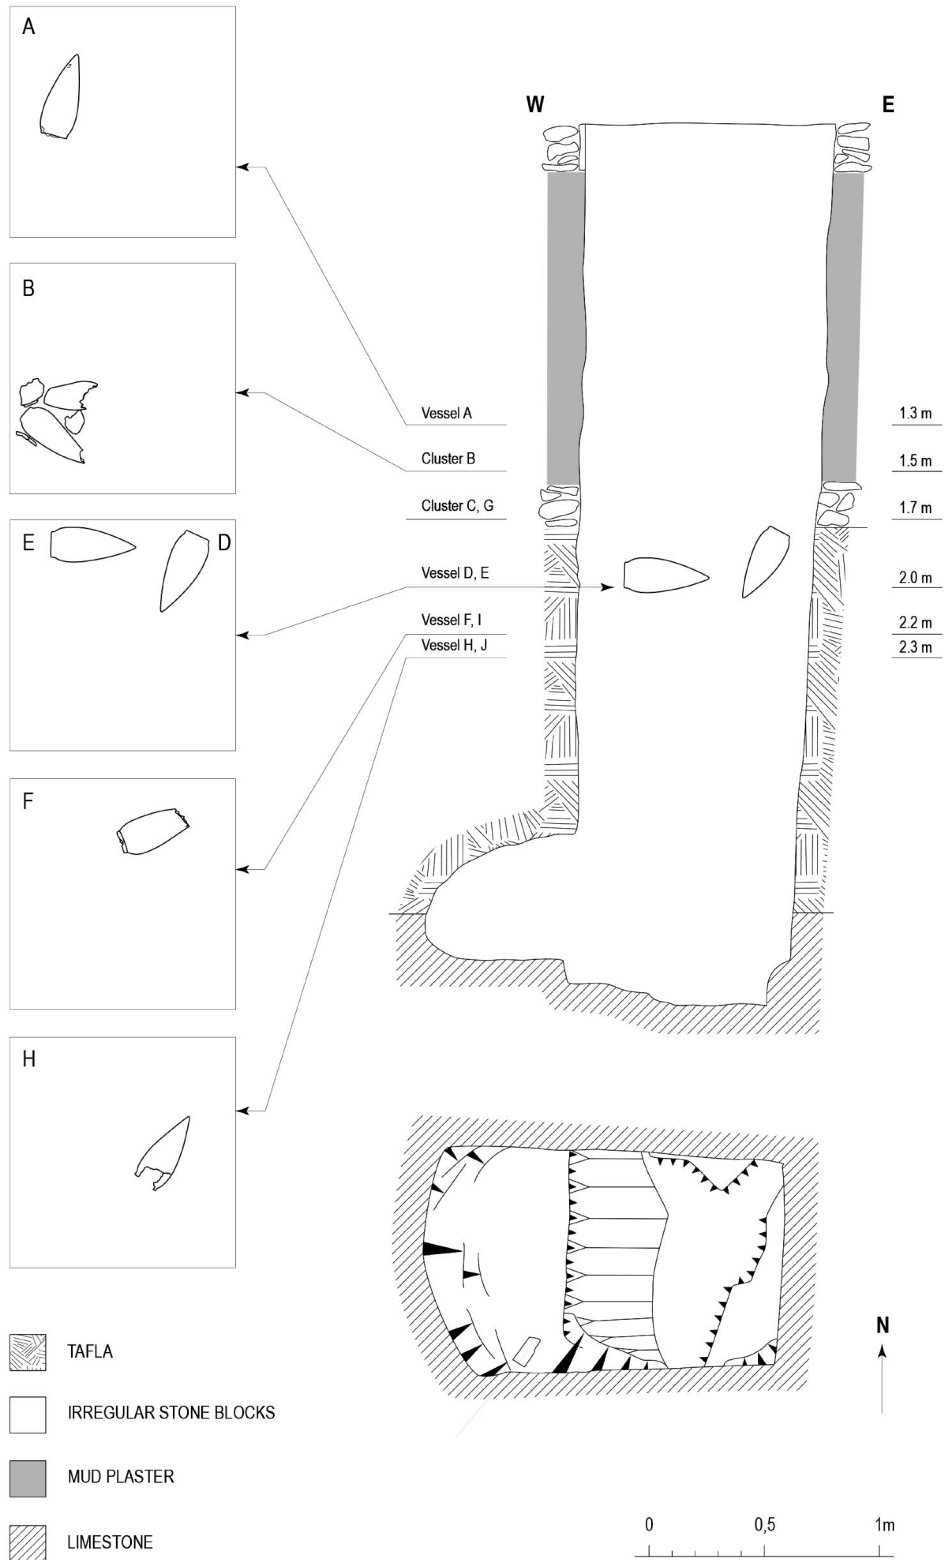 A
W
E
B
Vessel A
1.3 m
Cluster B
1.5 m
Cluster C, G
1.7 m
E
D
Vessel D, E
2.0 m
Vessel F, I
2.2 m
Vessel H, J
2.3 m
F
H
N
TAFLA
IRREGULAR STONE BLOCKS
MUD PLASTER
LIMESTONE
0
0,5
1m